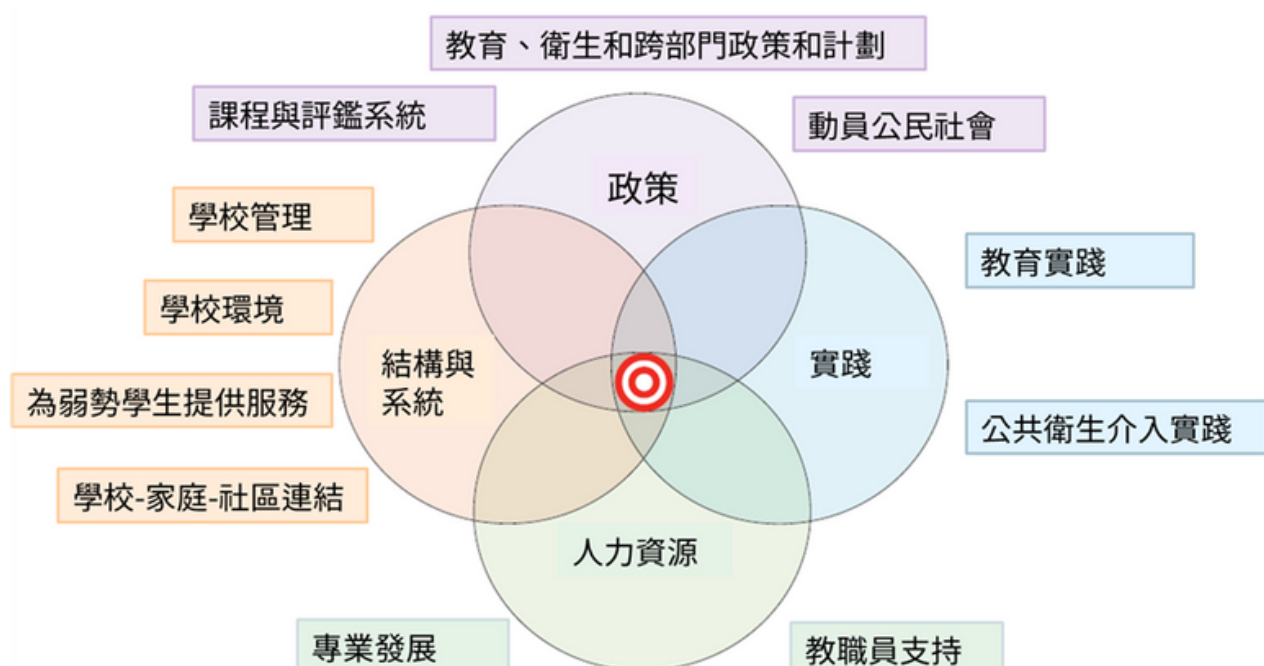 教育、衛生和跨部門政策和計劃
課程與評鑑系統
動員公民社會
政策
學校管理
教育實踐
學校環境
結構與
系統
實踐
為弱勢學生提供服務
公共衛生介入實踐
學校-家庭-社區連結
人力資源
專業發展
教職員支持